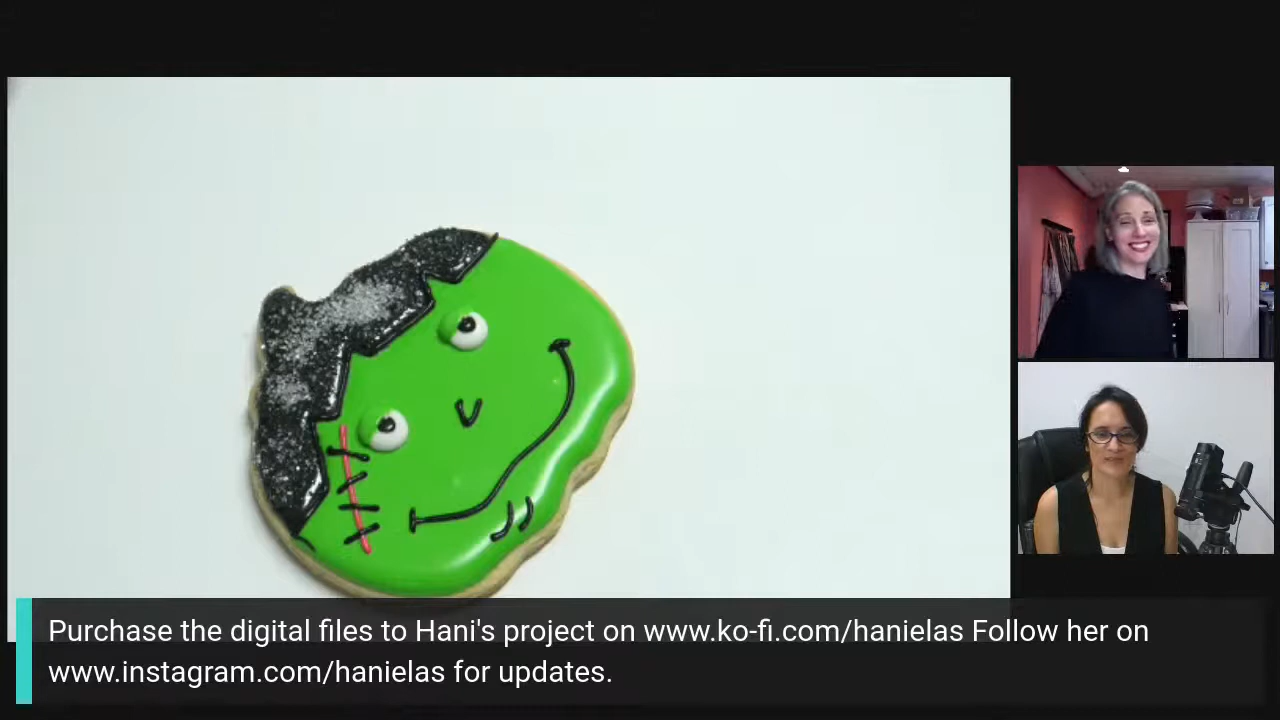 Purchase the digital files to Hani's project on www.ko-fi.com/hanielas Follow her on
www.instagram.com/hanielas for updates.